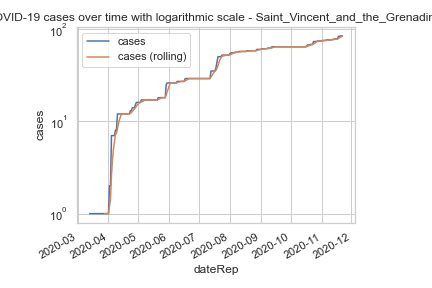 OVID-19 cases over time with logarithmic scale - Saint_Vincent_and_the_Grenadin
cases
cases (rolling)
10²
10¹
10⁰
cases
2020-03
2020-04
2020-05
2020-06
2020-07
2020-08
2020-09
2020-10
2020-11
2020-12
dateRep